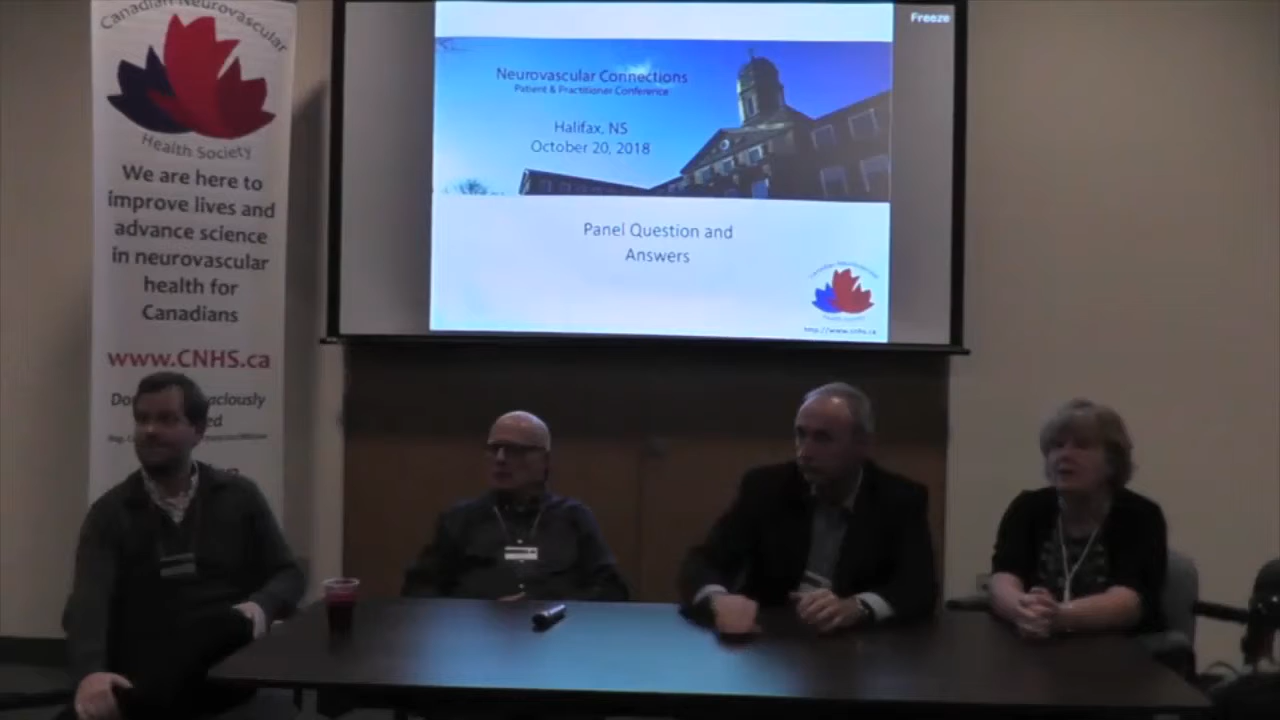 Canadian Neurovascular
Health Society
We are here to
improve lives and
advance science
in neurovascular
health for
Canadians
www.CNHS.ca
Freeze
Neurovascular Connections
Patient & Practitioner Conference
Halifax, NS
October 20, 2018
Panel Question and
Answers
http://www.cnhs.ca